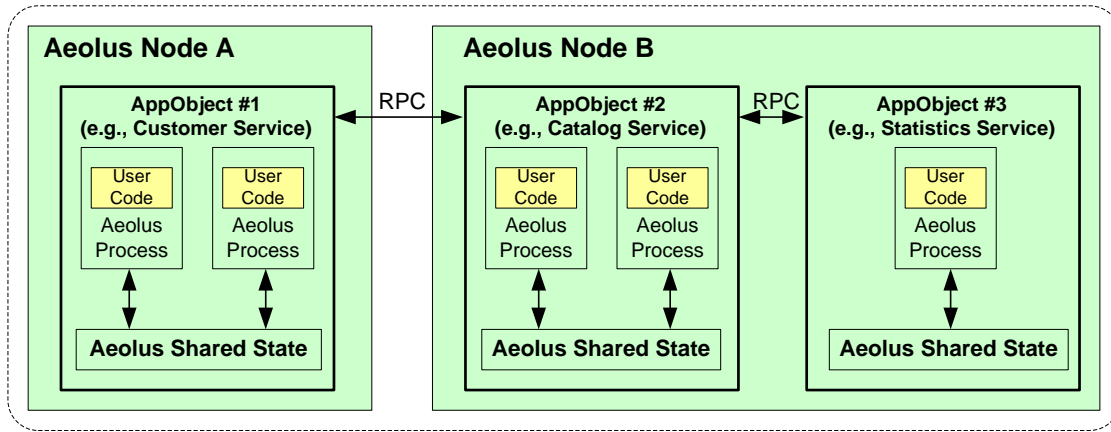 Aeolus Node A
AppObject #1
(e.g., Customer Service)
User
Code
Aeolus
Process
User
Code
Aeolus
Process
Aeolus Shared State
RPC
Aeolus Node B
AppObject #2
(e.g., Catalog Service)
User
Code
Aeolus
Process
User
Code
Aeolus
Process
Aeolus Shared State
RPC
AppObject #3
(e.g., Statistics Service)
User
Code
Aeolus
Process
Aeolus Shared State